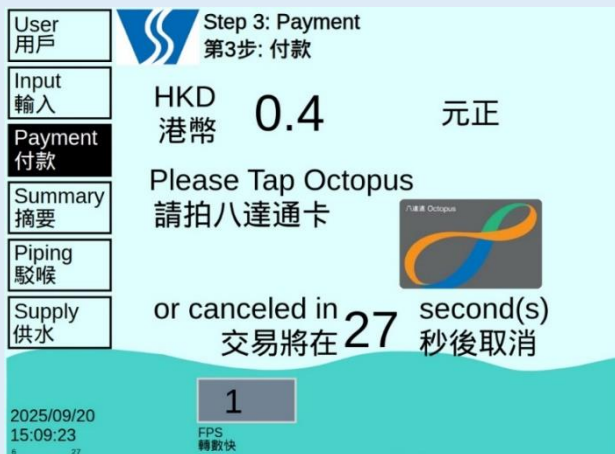 User
用戶
Input
輸入
Payment
付款
Summary
摘要
Piping
駁喉
Supply
供水
Step 3: Payment
第3步: 付款
HKD 0.4 元正
港幣
Please Tap Octopus
請拍八達通卡
八達通 Octopus
or canceled in 27 second(s)
交易將在 秒後取消
1
FPS
轉數快
2025/09/20
15:09:23
6 27